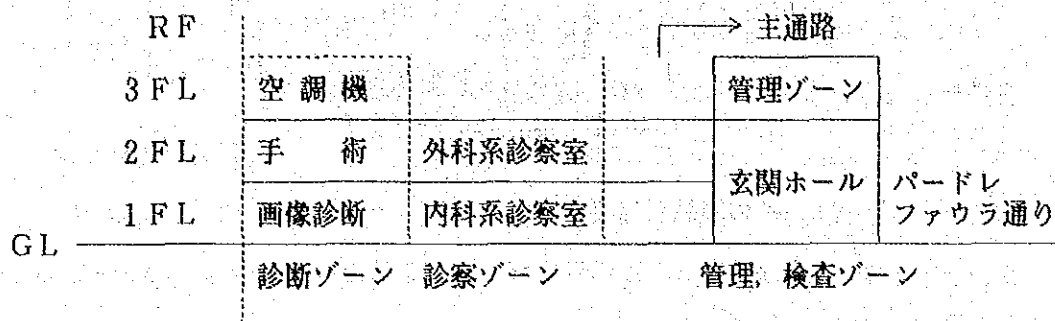 RF
主通路
3FL 空調機 管理ゾーン
2FL 手術 外科系診察室
玄関ホール パードレ
1FL 画像診断 内科系診察室 ファウラ通り
GL
診断ゾーン 診察ゾーン 管理, 検査ゾーン